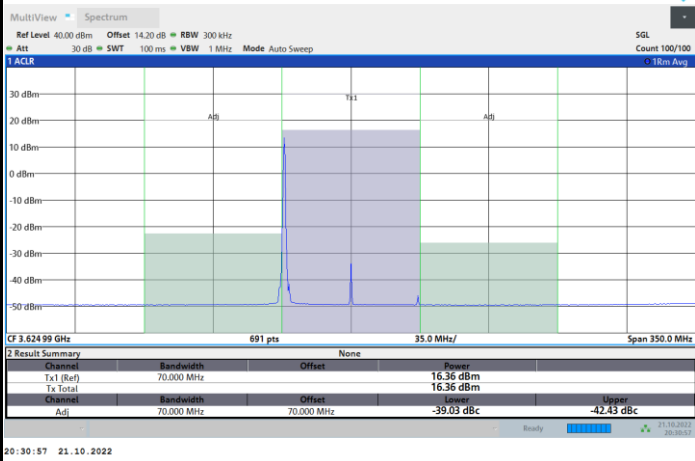 MultiView Spectrum
Ref Level 40.00 dBm Offset 14.20 dB RBW 300 kHz SGL
Att 30 dB SWT 100 ms VBW 1 MHz Mode Auto Sweep Count 100/100
1 ACLR 1Rm Avg
30 dBm
Tx1
20 dBm Adj Adj
10 dBm
0 dBm
-10 dBm
-20 dBm
-30 dBm
-40 dBm
-50 dBm
CF 3.624 99 GHz 691 pts 35.0 MHz/ Span 350.0 MHz
2 Result Summary None
Channel Bandwidth Offset Power
Tx1 (Ref) 70.000 MHz 16.36 dBm
Tx Total 16.36 dBm
Channel Bandwidth Offset Lower Upper
Adj 70.000 MHz 70.000 MHz -39.03 dBc -42.43 dBc
Ready 21.10.2022
20:30:57
20:30:57 21.10.2022